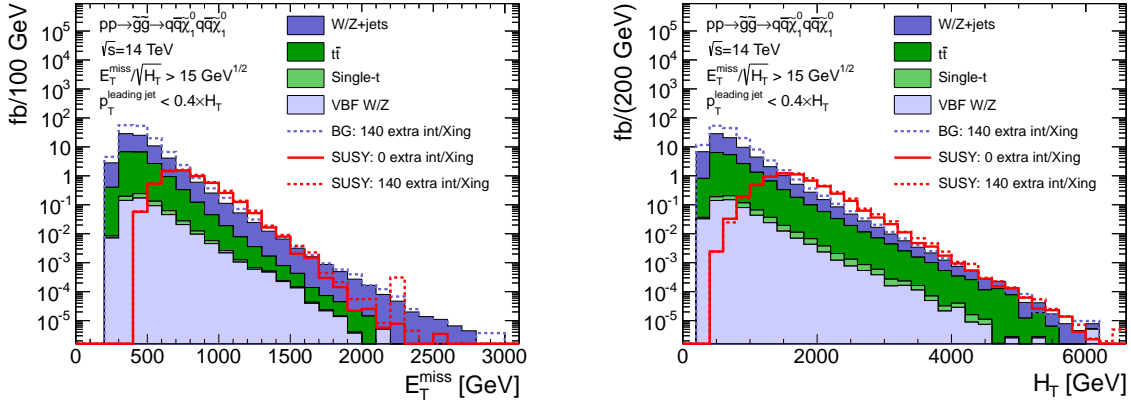 fb/100 GeV
10⁵
10⁴
10³
10²
10
1
10⁻¹
10⁻²
10⁻³
10⁻⁴
10⁻⁵
pp→g̃g̃→qq̄χ̃₁⁰qq̄χ̃₁⁰
√s=14 TeV
E_T^miss/√H_T > 15 GeV^1/2
p_T^leading jet < 0.4×H_T
W/Z+jets
tt̄
Single-t
VBF W/Z
BG: 140 extra int/Xing
SUSY: 0 extra int/Xing
SUSY: 140 extra int/Xing
0 500 1000 1500 2000 2500 3000
E_T^miss [GeV]
fb/(200 GeV)
10⁵
10⁴
10³
10²
10
1
10⁻¹
10⁻²
10⁻³
10⁻⁴
10⁻⁵
pp→g̃g̃→qq̄χ̃₁⁰qq̄χ̃₁⁰
√s=14 TeV
E_T^miss/√H_T > 15 GeV^1/2
p_T^leading jet < 0.4×H_T
W/Z+jets
tt̄
Single-t
VBF W/Z
BG: 140 extra int/Xing
SUSY: 0 extra int/Xing
SUSY: 140 extra int/Xing
0 2000 4000 6000
H_T [GeV]